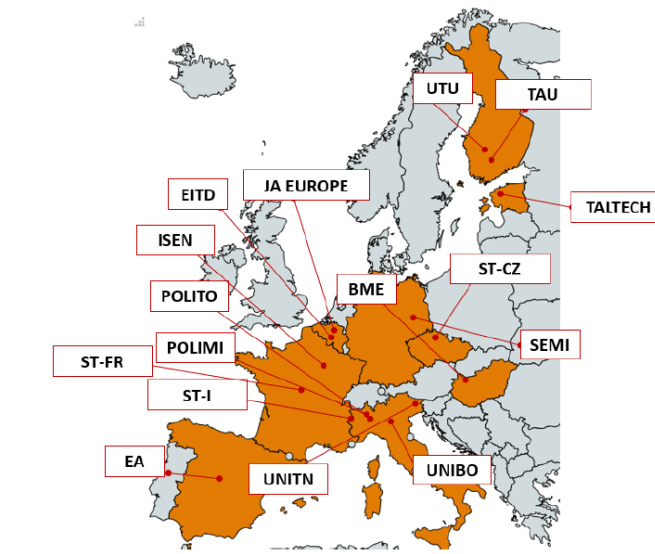 UTU
TAU
EITD
JA EUROPE
TALTECH
ISEN
ST-CZ
BME
POLITO
SEMI
POLIMI
ST-FR
ST-I
EA
UNITN
UNIBO